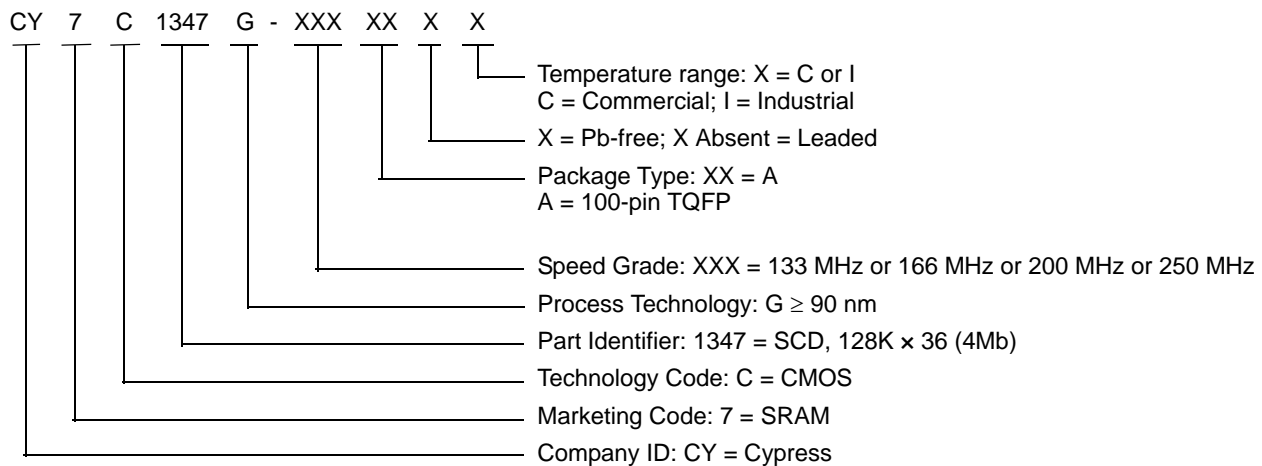 CY 7 C 1347 G - XXX XX X X
Temperature range: X = C or I
C = Commercial; I = Industrial
X = Pb-free; X Absent = Leaded
Package Type: XX = A
A = 100-pin TQFP
Speed Grade: XXX = 133 MHz or 166 MHz or 200 MHz or 250 MHz
Process Technology: G ≥ 90 nm
Part Identifier: 1347 = SCD, 128K × 36 (4Mb)
Technology Code: C = CMOS
Marketing Code: 7 = SRAM
Company ID: CY = Cypress